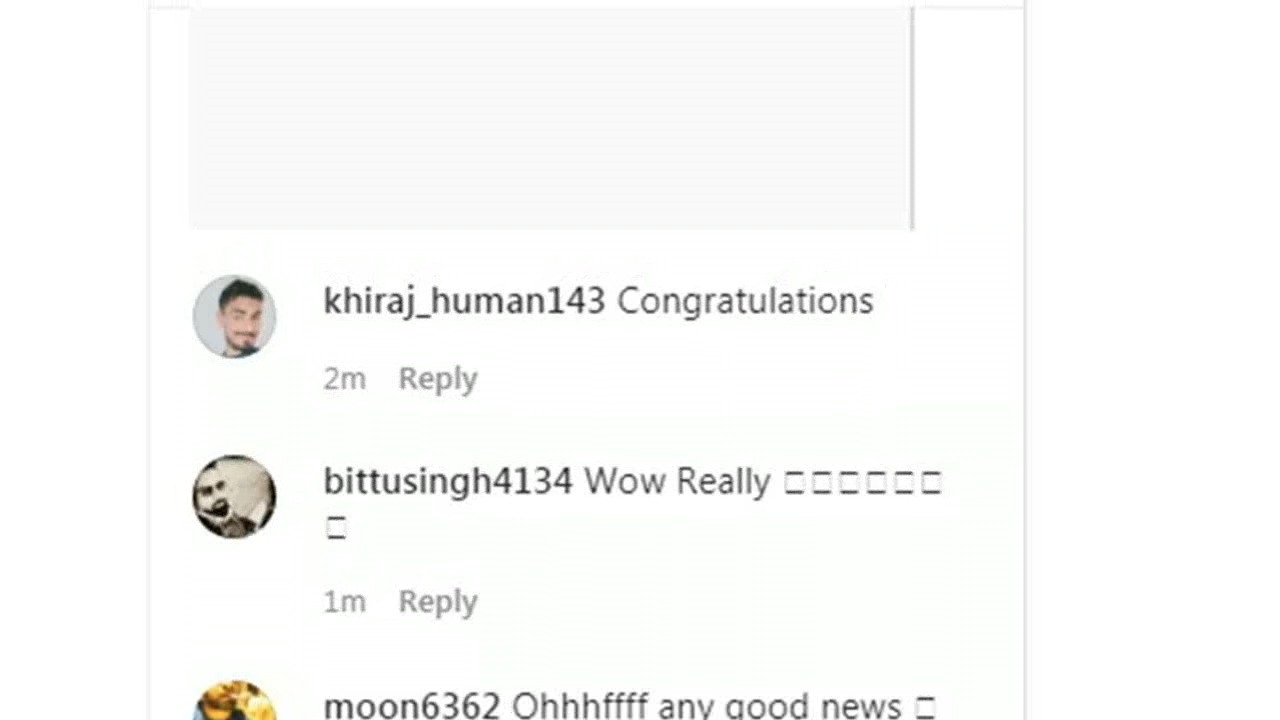 khiraj_human143 Congratulations
2m Reply
bittusingh4134 Wow Really □□□□□□
□
1m Reply
moon6362 Ohhhffff any good news □